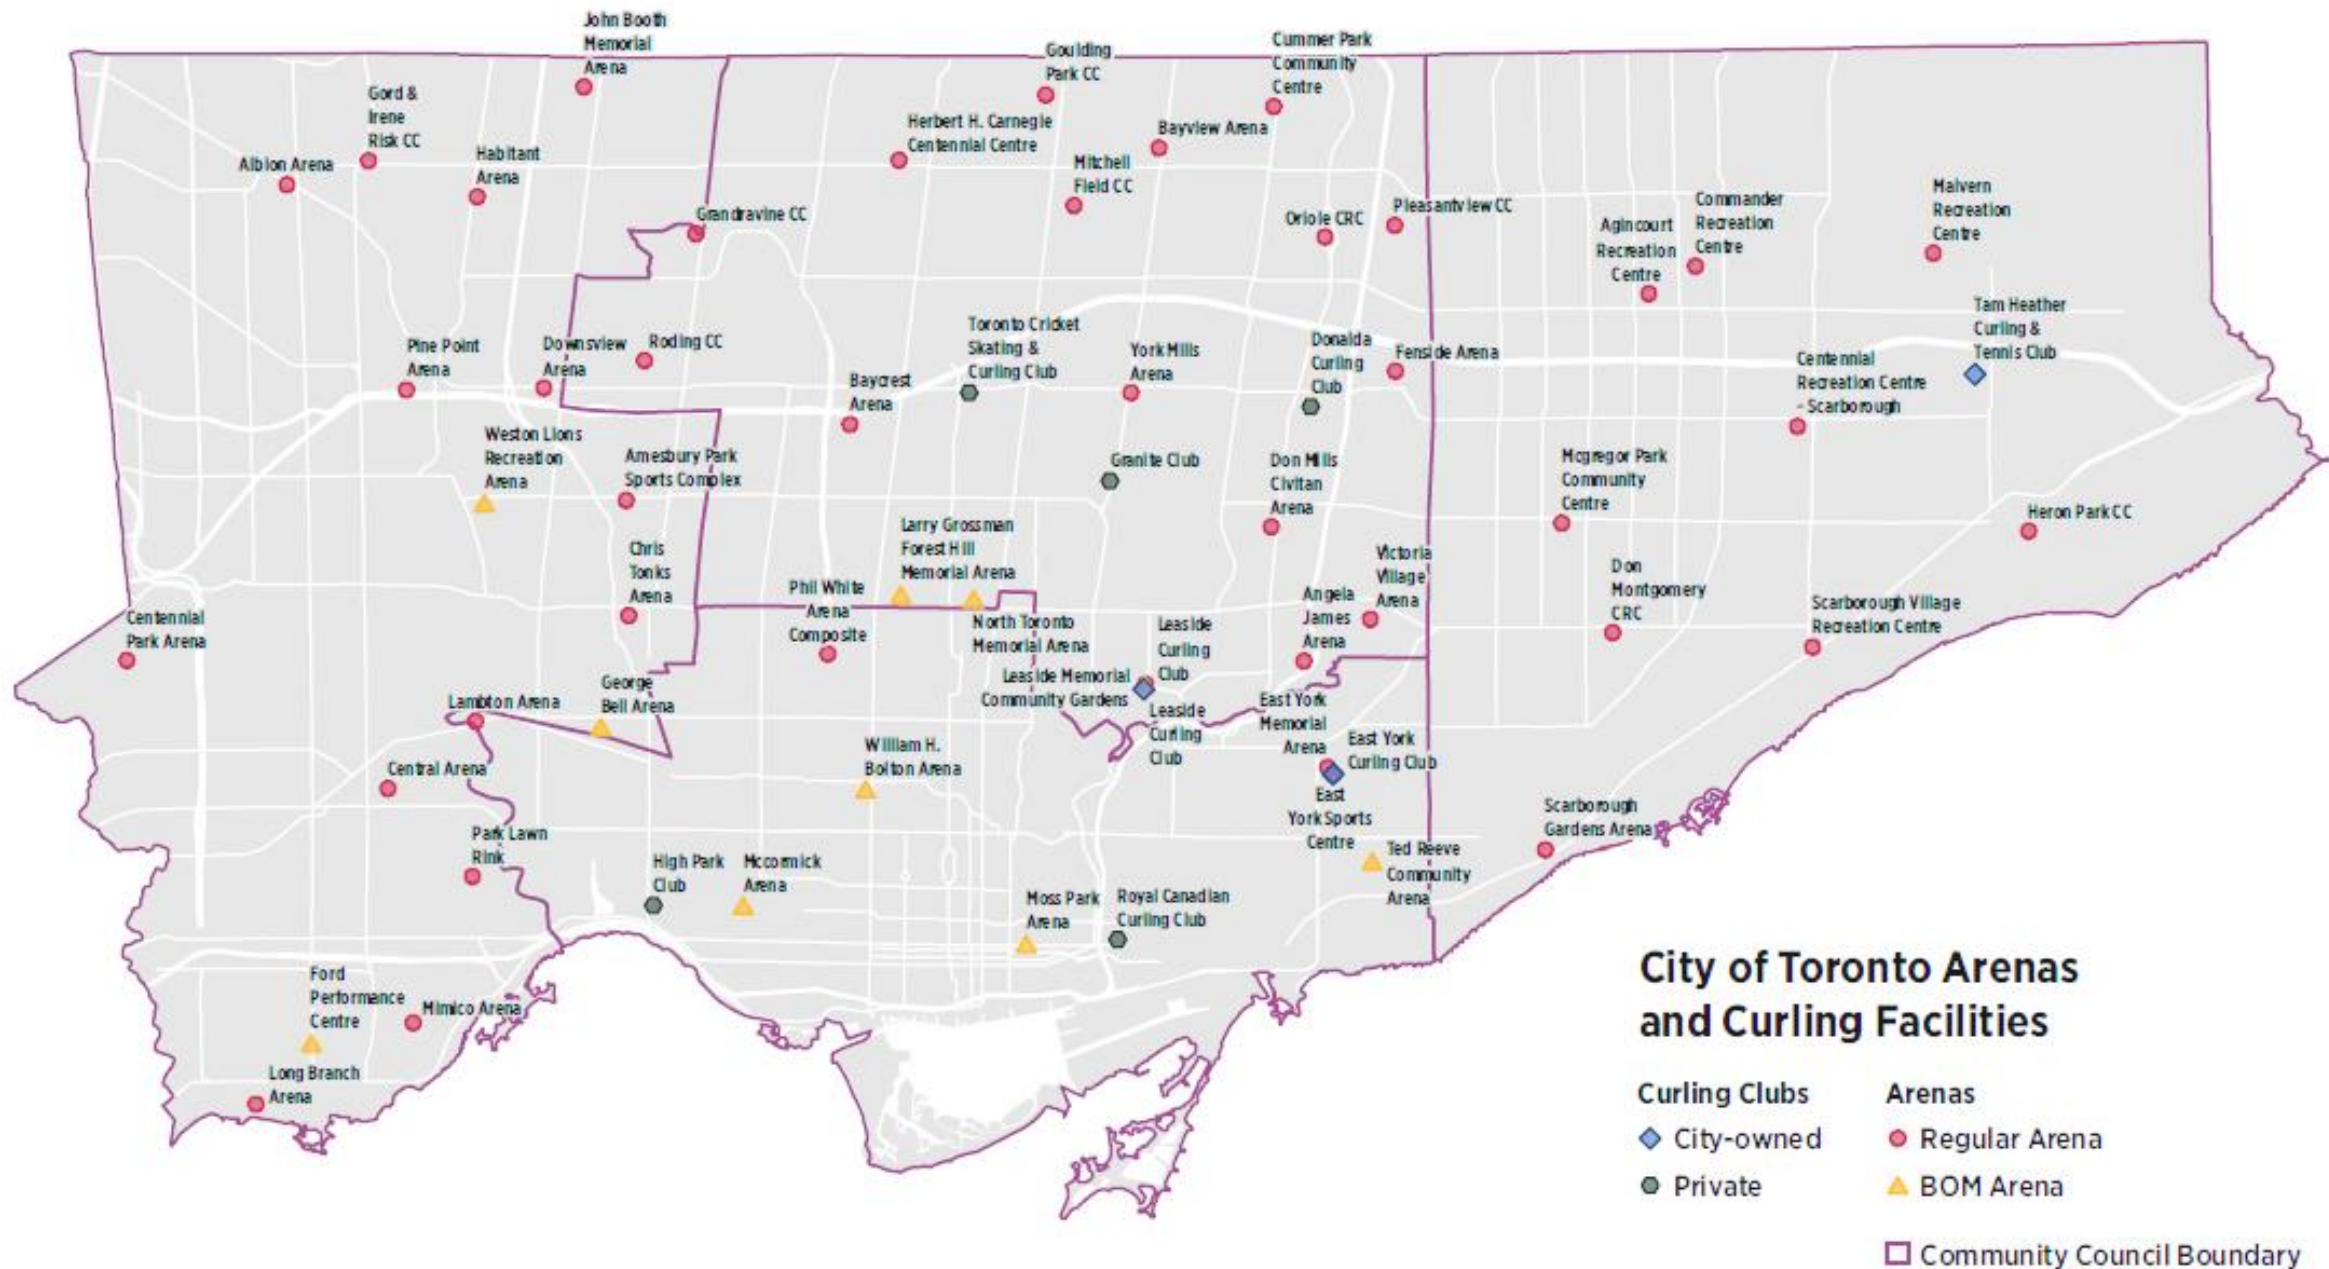 John Booth
Memorial
Arena
Goulding
Park CC
Cummer Park
Community
Centre
Gord &
Irene
Risk CC
Herbert H. Carnegie
Centennial Centre
Bayview Arena
Albion Arena
Habitant
Arena
Mitchell
Field CC
Grandravine CC
Oriole CRC
Pleasantview CC
Agincourt
Recreation
Centre
Commander
Recreation
Centre
Malvern
Recreation
Centre
Pine Point
Arena
Downsview
Arena
Roding CC
Toronto Cricket
Skating &
Curling Club
York Mills
Arena
Donalda
Curling
Club
Fenside Arena
Tam Heather
Curling &
Tennis Club
Centennial
Recreation Centre
- Scarborough
Baycrest
Arena
Weston Lions
Recreation
Arena
Amesbury Park
Sports Complex
Granite Club
Don Mills
Civitan
Arena
Mcgregor Park
Community
Centre
Heron Park CC
Larry Grossman
Forest Hill
Memorial Arena
Chris
Tonks
Arena
Phil White
Arena
Composite
North Toronto
Memorial Arena
Leaside
Curling
Club
Angela
James
Arena
Victoria
Village
Arena
Don
Montgomery
CRC
Scarborough Village
Recreation Centre
Centennial
Park Arena
Leaside Memorial
Community Gardens
Leaside
Curling
Club
Lambton Arena
George
Bell Arena
East York
Memorial
Arena
East York
Curling Club
East
York Sports
Centre
William H.
Bolton Arena
Central Arena
Park Lawn
Rink
High Park
Club
Mccormick
Arena
Moss Park
Arena
Royal Canadian
Curling Club
Ted Reeve
Community
Arena
Scarborough
Gardens Arena
Ford
Performance
Centre
Mimico Arena
Long Branch
Arena
City of Toronto Arenas
and Curling Facilities
Curling Clubs
City-owned
Private
Arenas
Regular Arena
BOM Arena
Community Council Boundary